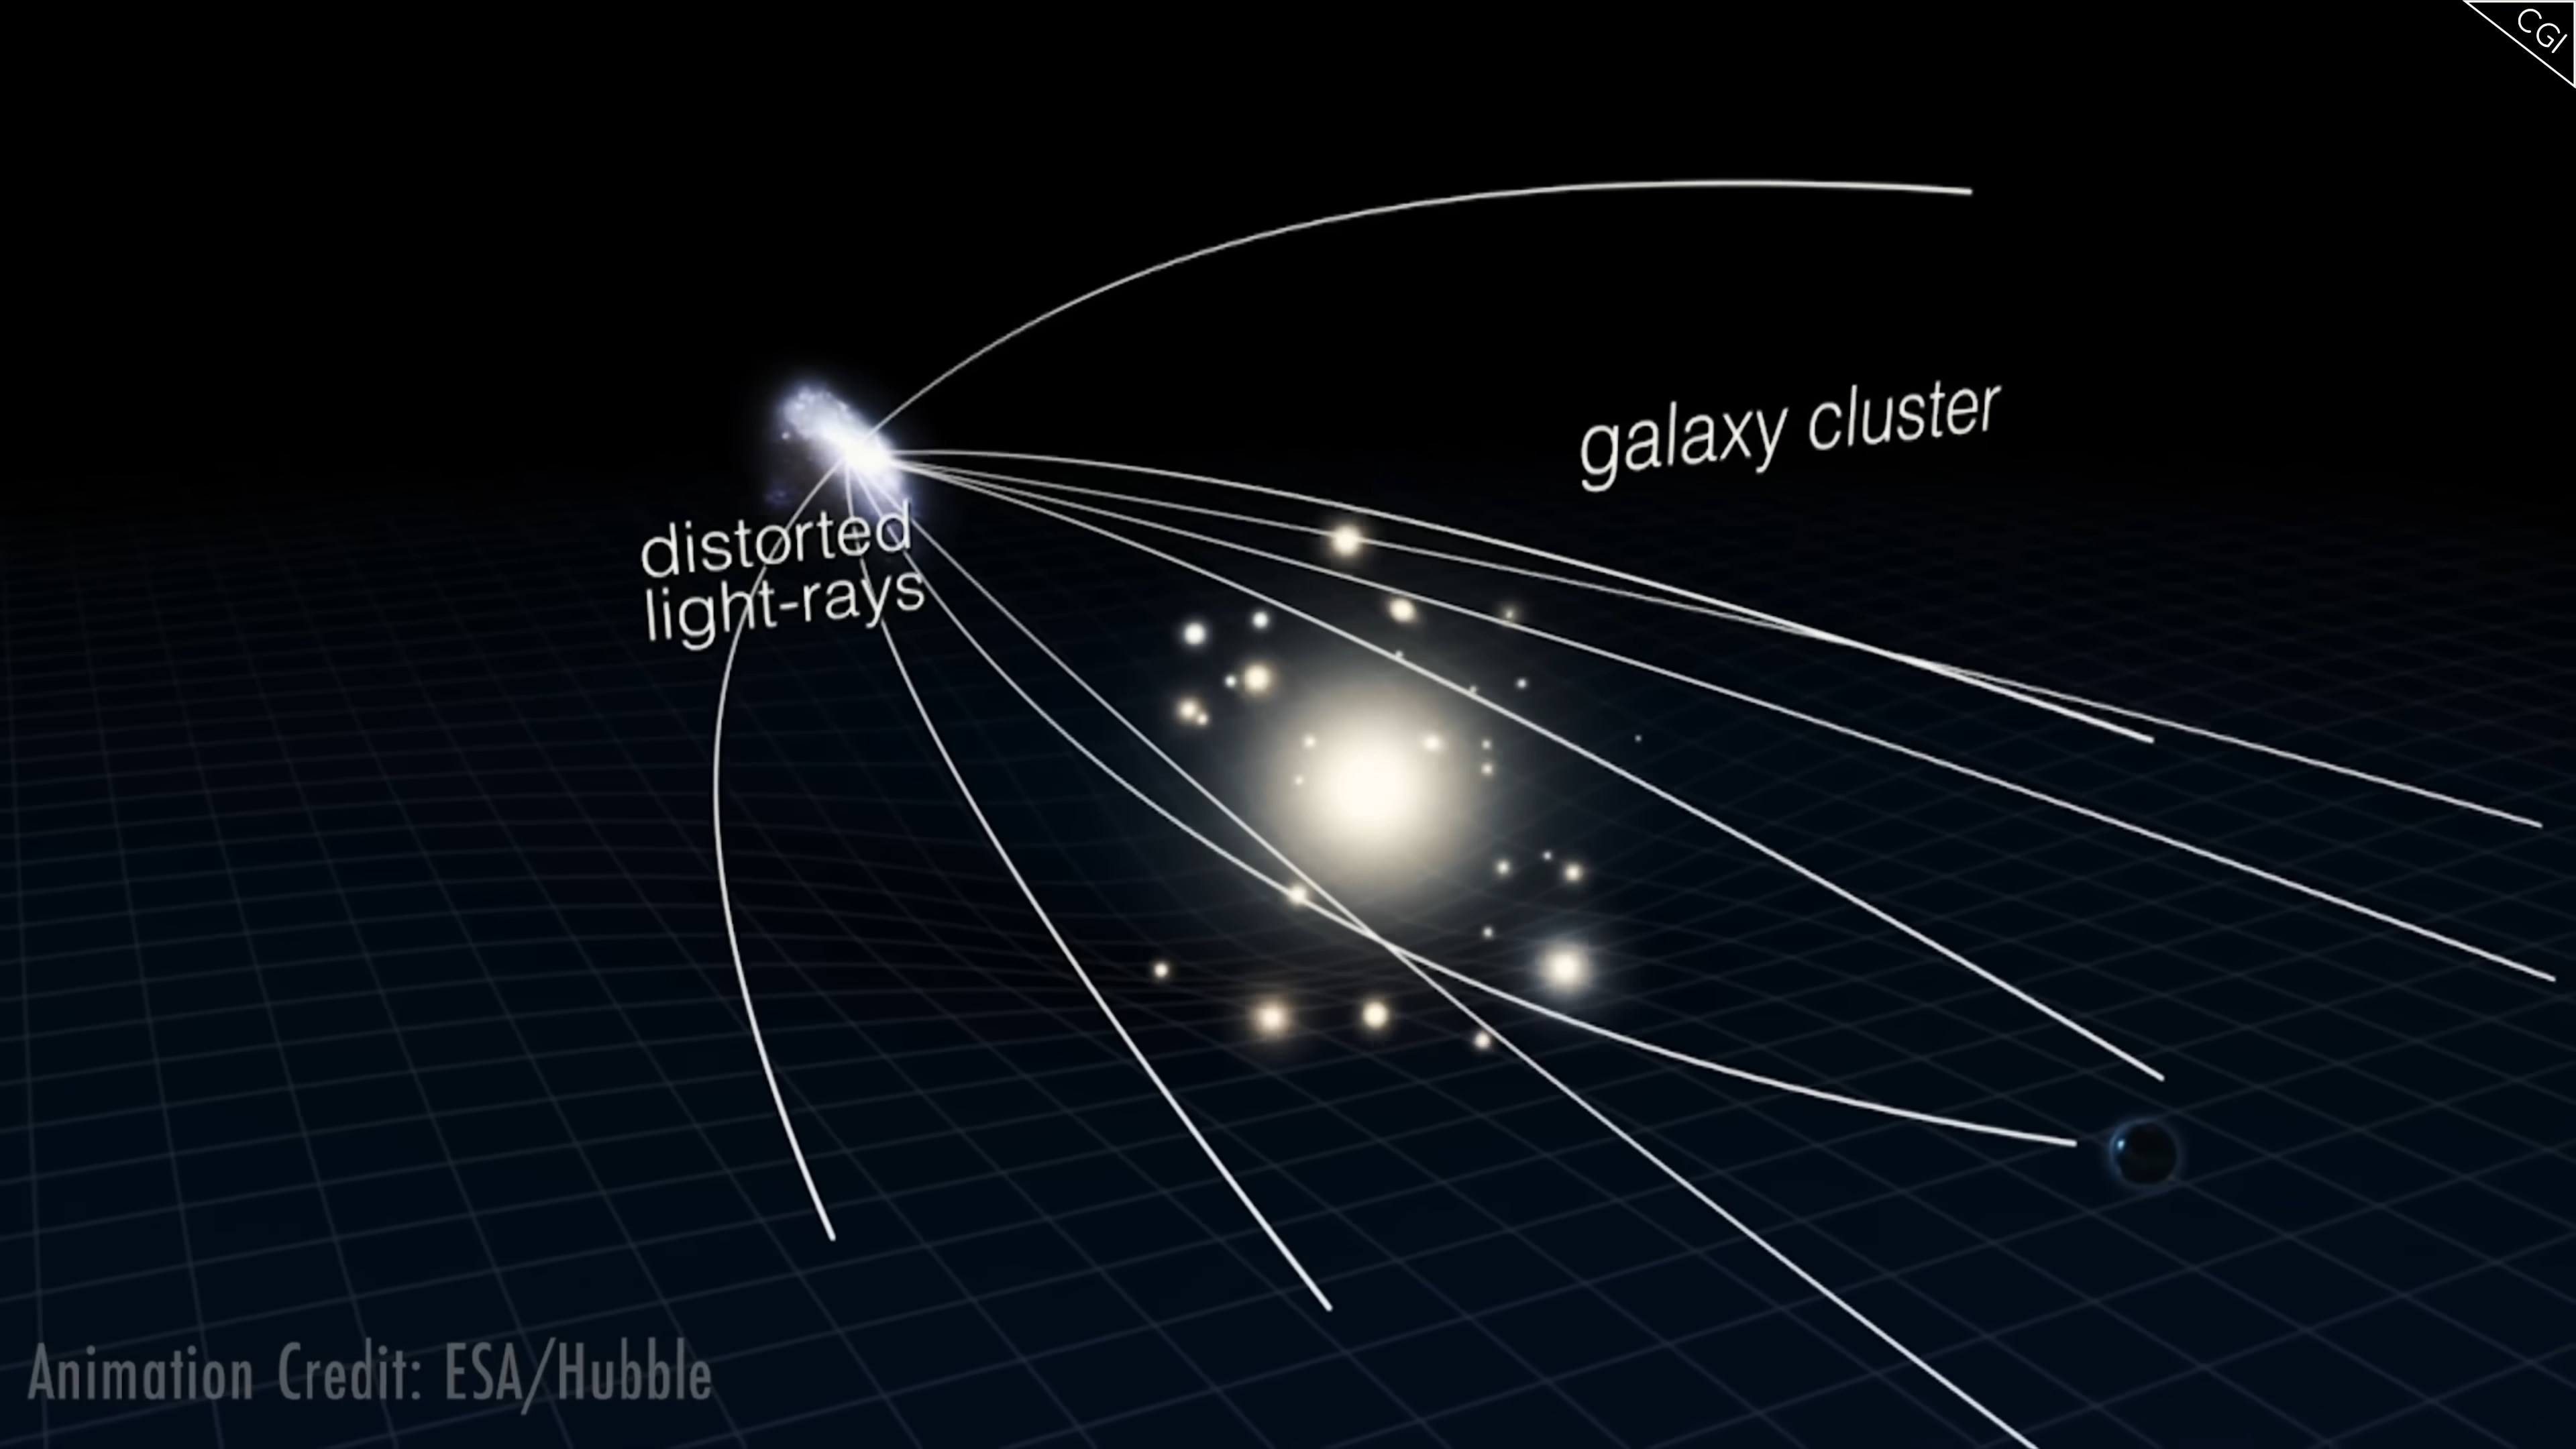 CGI
galaxy cluster
distorted
light-rays
Animation Credit: ESA/Hubble